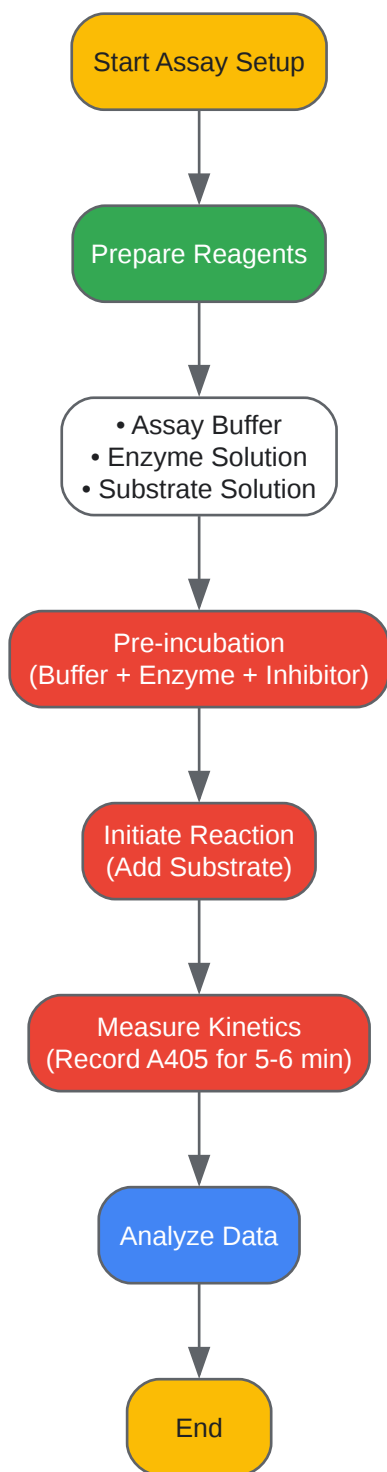 Start Assay Setup
Prepare Reagents
• Assay Buffer
• Enzyme Solution
• Substrate Solution
Pre-incubation
(Buffer + Enzyme + Inhibitor)
Initiate Reaction
(Add Substrate)
Measure Kinetics
(Record A405 for 5-6 min)
Analyze Data
End